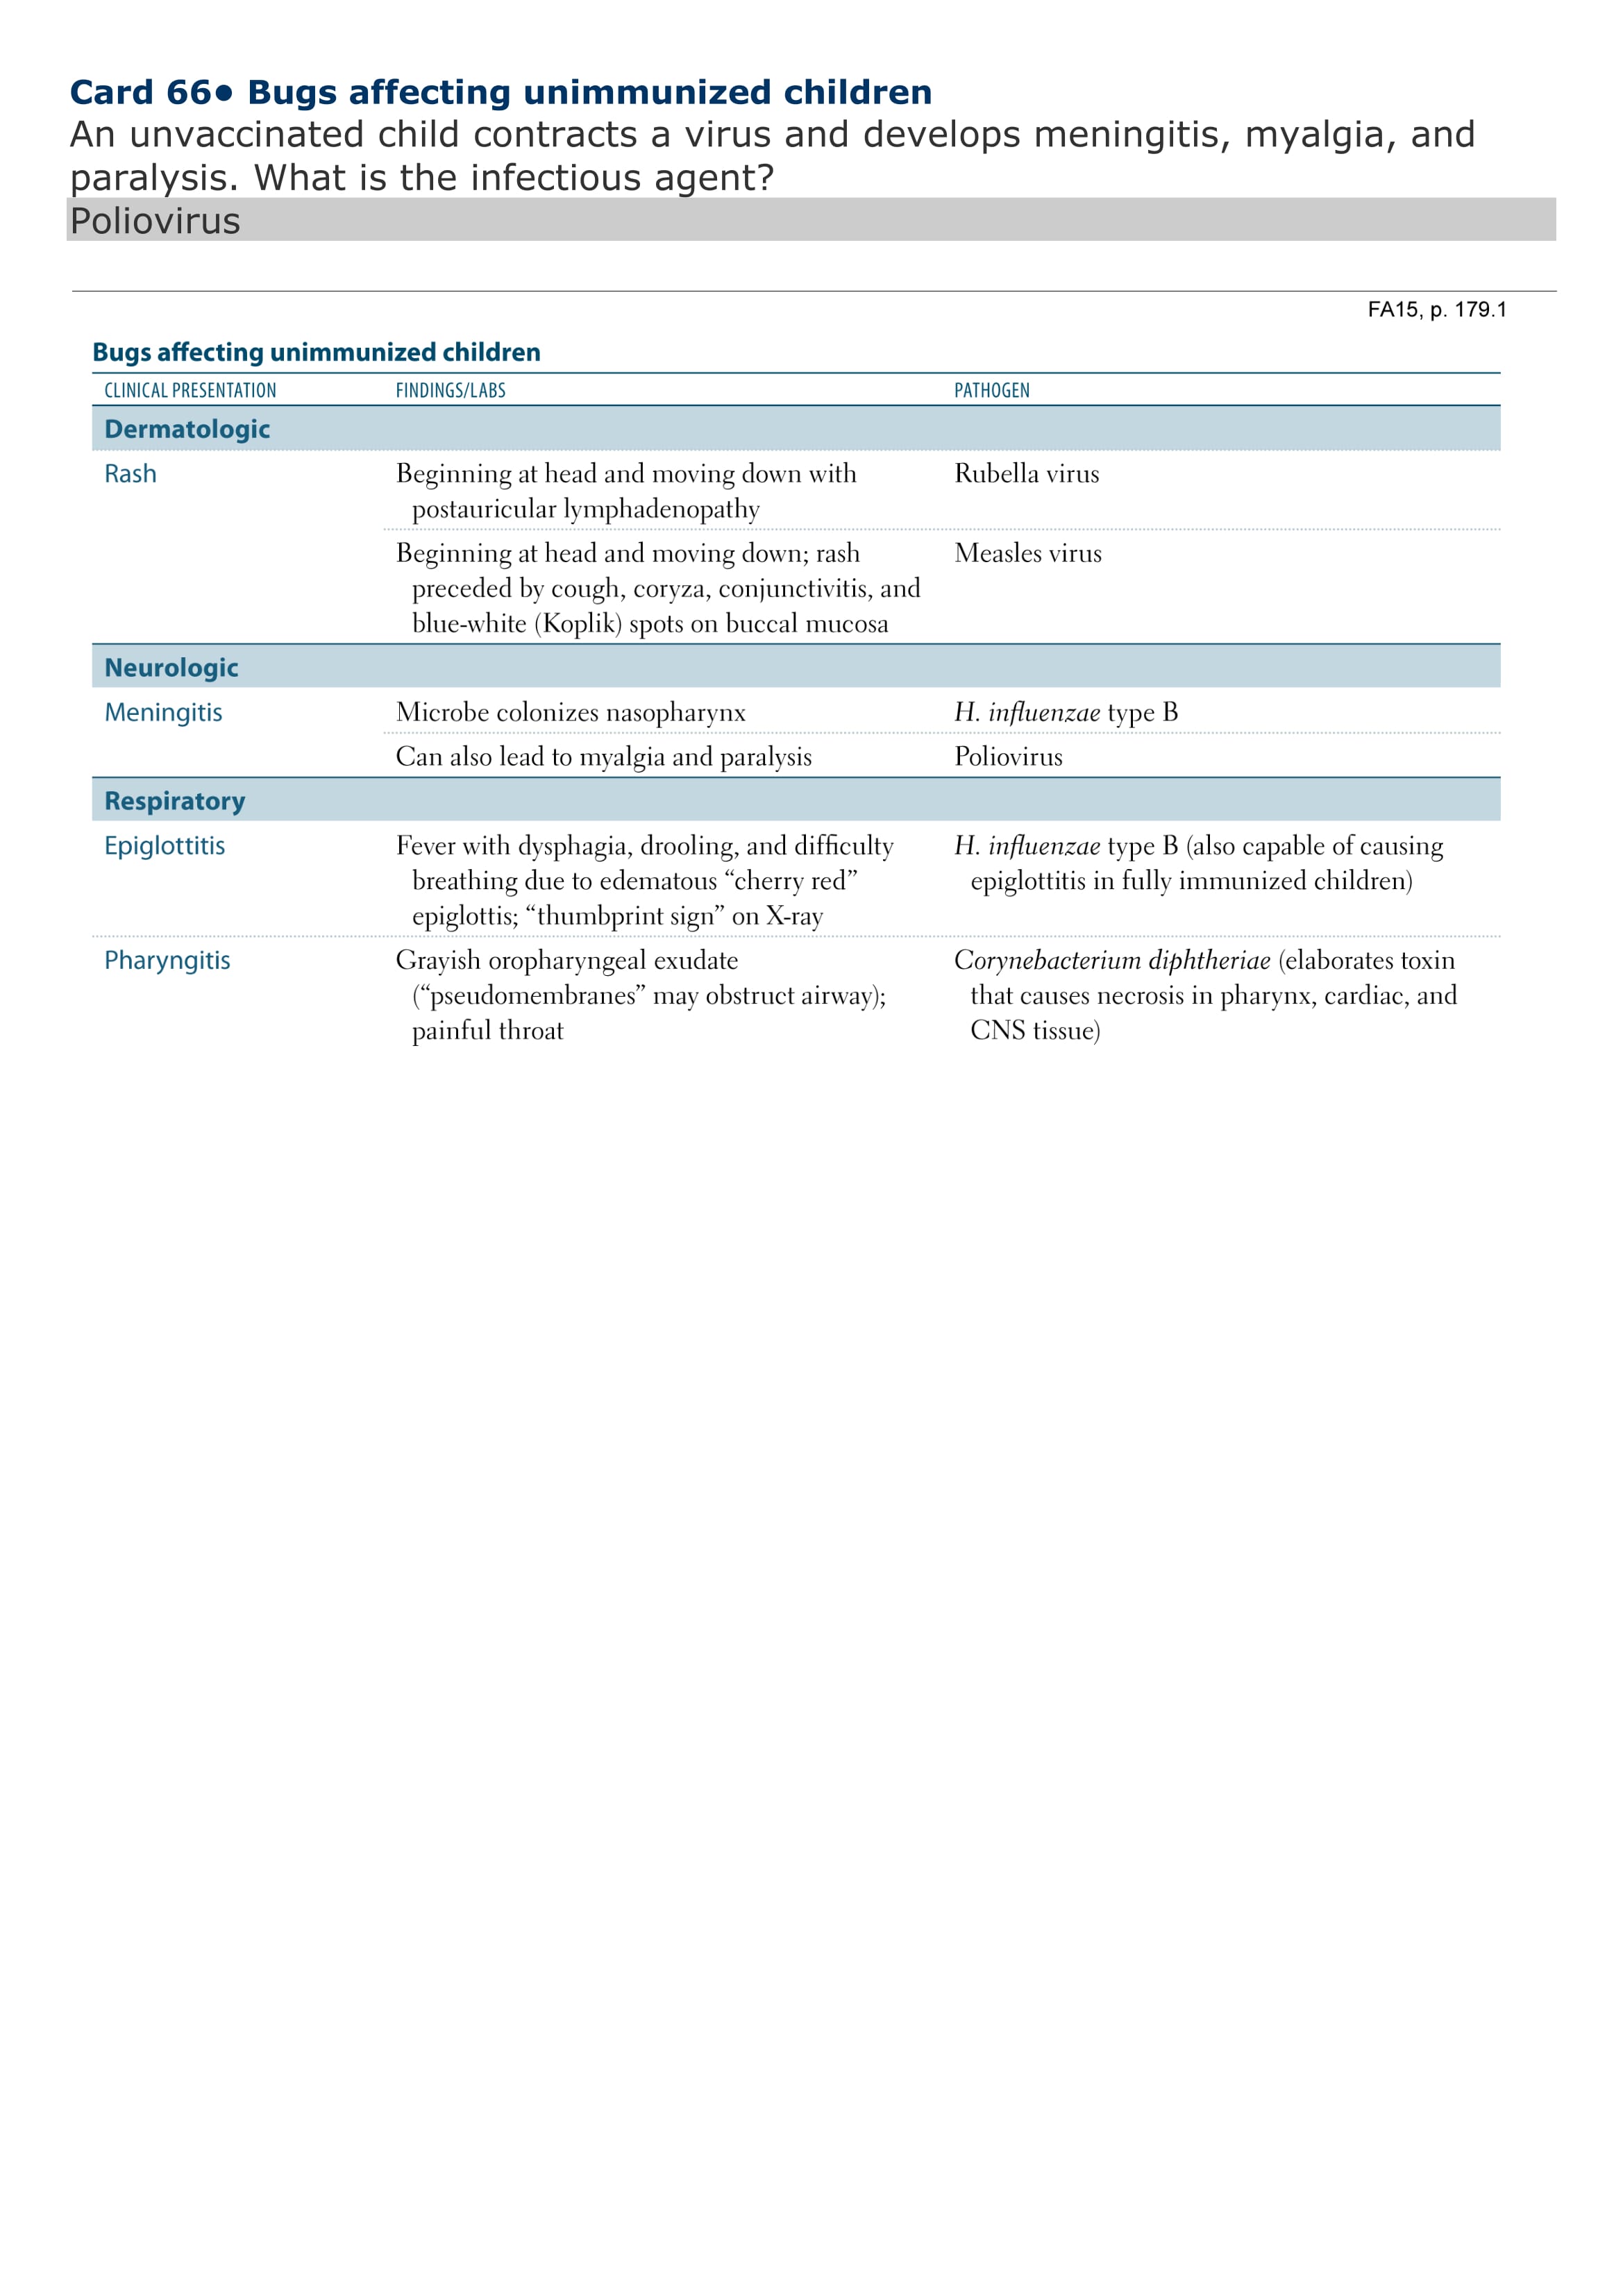 Card 66• Bugs affecting unimmunized children
An unvaccinated child contracts a virus and develops meningitis, myalgia, and
paralysis. What is the infectious agent?
Poliovirus
FA15, p. 179.1
Bugs affecting unimmunized children
CLINICAL PRESENTATION FINDINGS/LABS PATHOGEN
Dermatologic
Rash Beginning at head and moving down with Rubella virus
postauricular lymphadenopathy
Beginning at head and moving down; rash Measles virus
preceded by cough, coryza, conjunctivitis, and
blue-white (Koplik) spots on buccal mucosa
Neurologic
Meningitis Microbe colonizes nasopharynx H. influenzae type B
Can also lead to myalgia and paralysis Poliovirus
Respiratory
Epiglottitis Fever with dysphagia, drooling, and difficulty H. influenzae type B (also capable of causing
breathing due to edematous “cherry red” epiglottitis in fully immunized children)
epiglottis; “thumbprint sign” on X-ray
Pharyngitis Grayish oropharyngeal exudate Corynebacterium diphtheriae (elaborates toxin
(“pseudomembranes” may obstruct airway); that causes necrosis in pharynx, cardiac, and
painful throat CNS tissue)